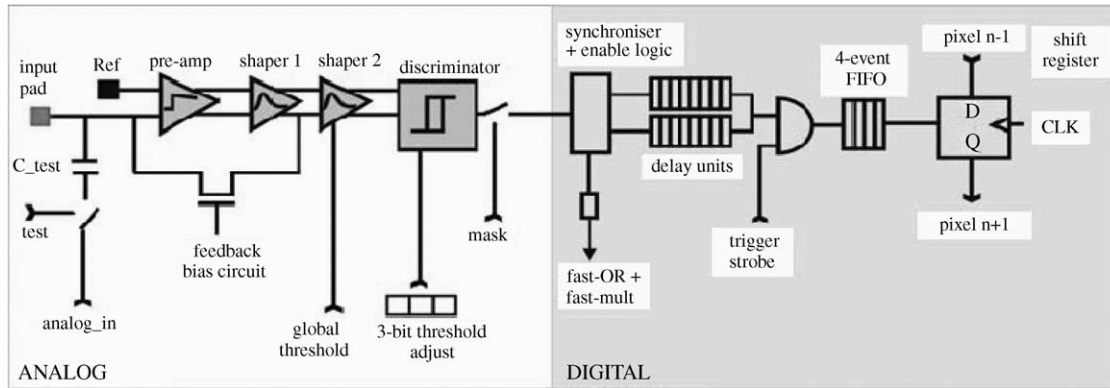 input
pad
Ref
pre-amp
shaper 1
shaper 2
discriminator
C_test
test
analog_in
feedback
bias circuit
global
threshold
3-bit threshold
adjust
mask
ANALOG
synchroniser
+ enable logic
delay units
fast-OR +
fast-mult
trigger
strobe
4-event
FIFO
pixel n-1
shift
register
D
Q
CLK
pixel n+1
DIGITAL